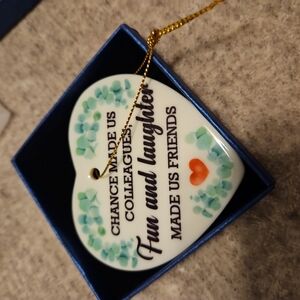 CHANCE MADE US
COLLEAGUES,
Fun and laughter
MADE US FRIENDS